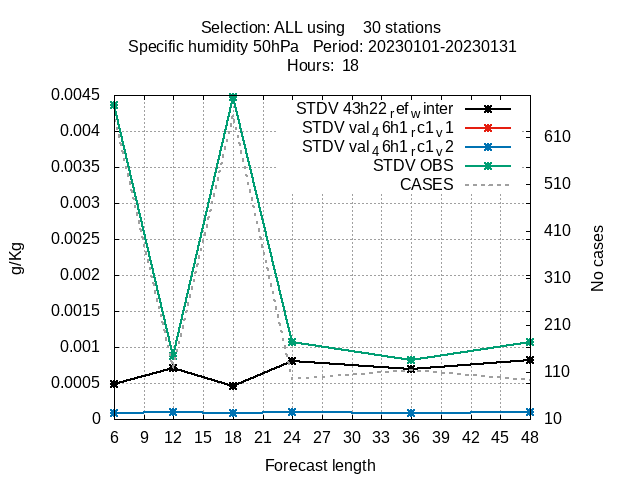 Selection: ALL using    30 stations
Specific humidity 50hPa   Period: 20230101-20230131
Hours:  18
STDV 43h22_ref_winter
STDV val_46h1_rc1_v1
STDV val_46h1_rc1_v2
STDV OBS
CASES
0.0045
0.004
0.0035
0.003
0.0025
0.002
0.0015
0.001
0.0005
0
610
510
410
310
210
110
10
g/Kg
No cases
6 9 12 15 18 21 24 27 30 33 36 39 42 45 48
Forecast length